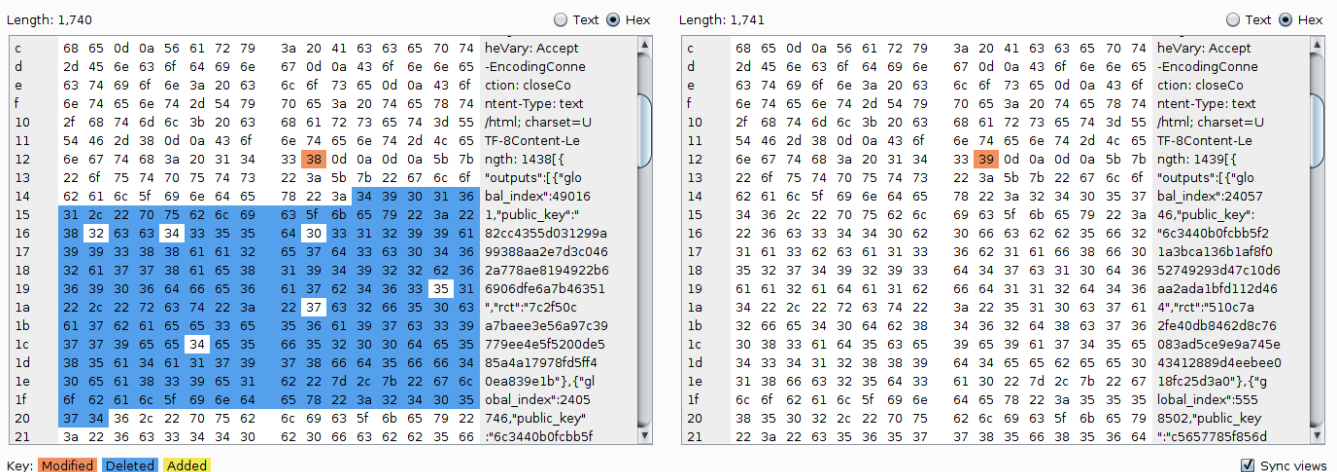 Length: 1,740 Text Hex
c 68 65 0d 0a 56 61 72 79 3a 20 41 63 63 65 70 74 heVary: Accept
d 2d 45 6e 63 6f 64 69 6e 67 0d 0a 43 6f 6e 6e 65 -EncodingConne
e 63 74 69 6f 6e 3a 20 63 6c 6f 73 65 0d 0a 43 6f ction: closeCo
f 6e 74 65 6e 74 2d 54 79 70 65 3a 20 74 65 78 74 ntent-Type: text
10 2f 68 74 6d 6c 3b 20 63 68 61 72 73 65 74 3d 55 /html; charset=U
11 54 46 2d 38 0d 0a 43 6f 6e 74 65 6e 74 2d 4c 65 TF-8Content-Le
12 6e 67 74 68 3a 20 31 34 33 38 0d 0a 0d 0a 5b 7b ngth: 1438[{
13 22 6f 75 74 70 75 74 73 22 3a 5b 7b 22 67 6c 6f "outputs":[{"glo
14 62 61 6c 5f 69 6e 64 65 78 22 3a 34 39 30 31 36 bal_index":49016
15 31 2c 22 70 75 62 6c 69 63 5f 6b 65 79 22 3a 22 1,"public_key":"
16 38 32 63 63 34 33 35 35 64 30 33 31 32 39 39 61 82cc4355d031299a
17 39 39 33 38 38 61 61 32 65 37 64 33 63 30 34 36 99388aa2e7d3c046
18 32 61 37 37 38 61 65 38 31 39 34 39 32 32 62 36 2a778ae8194922b6
19 36 39 30 36 64 66 65 36 61 37 62 34 36 33 35 31 6906dfe6a7b46351
1a 22 2c 22 72 63 74 22 3a 22 37 63 32 66 35 30 63 ","rct":"7c2f50c
1b 61 37 62 61 65 65 33 65 35 36 61 39 37 63 33 39 a7baee3e56a97c39
1c 37 37 39 65 65 34 65 35 66 35 32 30 30 64 65 35 779ee4e5f5200de5
1d 38 35 61 34 61 31 37 39 37 38 66 64 35 66 66 34 85a4a17978fd5ff4
1e 30 65 61 38 33 39 65 31 62 22 7d 2c 7b 22 67 6c 0ea839e1b"},{"gl
1f 6f 62 61 6c 5f 69 6e 64 65 78 22 3a 32 34 30 35 obal_index":2405
20 37 34 36 2c 22 70 75 62 6c 69 63 5f 6b 65 79 22 746,"public_key"
21 3a 22 36 63 33 34 34 30 62 30 66 63 62 62 35 66 :"6c3440b0fcbb5f
Length: 1,741 Text Hex
c 68 65 0d 0a 56 61 72 79 3a 20 41 63 63 65 70 74 heVary: Accept
d 2d 45 6e 63 6f 64 69 6e 67 0d 0a 43 6f 6e 6e 65 -EncodingConne
e 63 74 69 6f 6e 3a 20 63 6c 6f 73 65 0d 0a 43 6f ction: closeCo
f 6e 74 65 6e 74 2d 54 79 70 65 3a 20 74 65 78 74 ntent-Type: text
10 2f 68 74 6d 6c 3b 20 63 68 61 72 73 65 74 3d 55 /html; charset=U
11 54 46 2d 38 0d 0a 43 6f 6e 74 65 6e 74 2d 4c 65 TF-8Content-Le
12 6e 67 74 68 3a 20 31 34 33 39 0d 0a 0d 0a 5b 7b ngth: 1439[{
13 22 6f 75 74 70 75 74 73 22 3a 5b 7b 22 67 6c 6f "outputs":[{"glo
14 62 61 6c 5f 69 6e 64 65 78 22 3a 32 34 30 35 37 bal_index":24057
15 34 36 2c 22 70 75 62 6c 69 63 5f 6b 65 79 22 3a 46,"public_key":
16 22 36 63 33 34 34 30 62 30 66 63 62 62 35 66 32 "6c3440b0fcbb5f2
17 31 61 33 62 63 61 31 33 36 62 31 61 66 38 66 30 1a3bca136b1af8f0
18 35 32 37 34 39 32 39 33 64 34 37 63 31 30 64 36 52749293d47c10d6
19 61 61 32 61 64 61 31 62 66 64 31 31 32 64 34 36 aa2ada1bfd112d46
1a 34 22 2c 22 72 63 74 22 3a 22 35 31 30 63 37 61 4","rct":"510c7a
1b 32 66 65 34 30 64 62 38 34 36 32 64 38 63 37 36 2fe40db8462d8c76
1c 30 38 33 61 64 35 63 65 39 65 39 61 37 34 35 65 083ad5ce9e9a745e
1d 34 33 34 31 32 38 38 39 64 34 65 65 62 65 65 30 43412889d4eebee0
1e 31 38 66 63 32 35 64 33 61 30 22 7d 2c 7b 22 67 18fc25d3a0"},{"g
1f 6c 6f 62 61 6c 5f 69 6e 64 65 78 22 3a 35 35 35 lobal_index":555
20 38 35 30 32 2c 22 70 75 62 6c 69 63 5f 6b 65 79 8502,"public_key
21 22 3a 22 63 35 36 35 37 37 38 35 66 38 35 36 64 ":"c5657785f856d
Key: Modified Deleted Added
Sync views